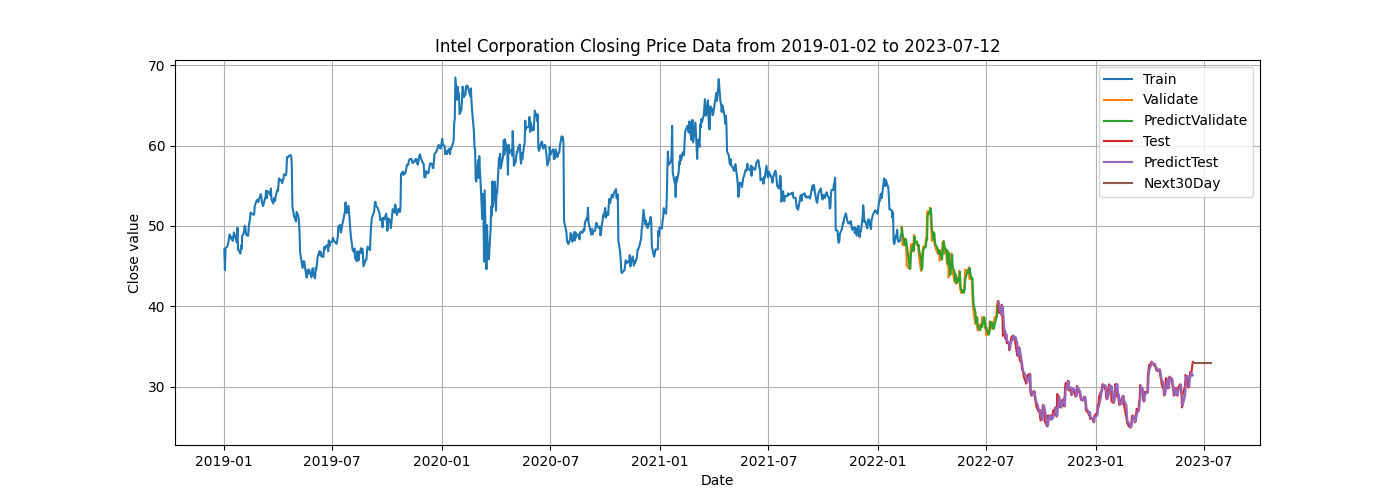 Intel Corporation Closing Price Data from 2019-01-02 to 2023-07-12
70
60
50
40
30
Close value
2019-01
2019-07
2020-01
2020-07
2021-01
2021-07
2022-01
2022-07
2023-01
2023-07
Date
Train
Validate
PredictValidate
Test
PredictTest
Next30Day